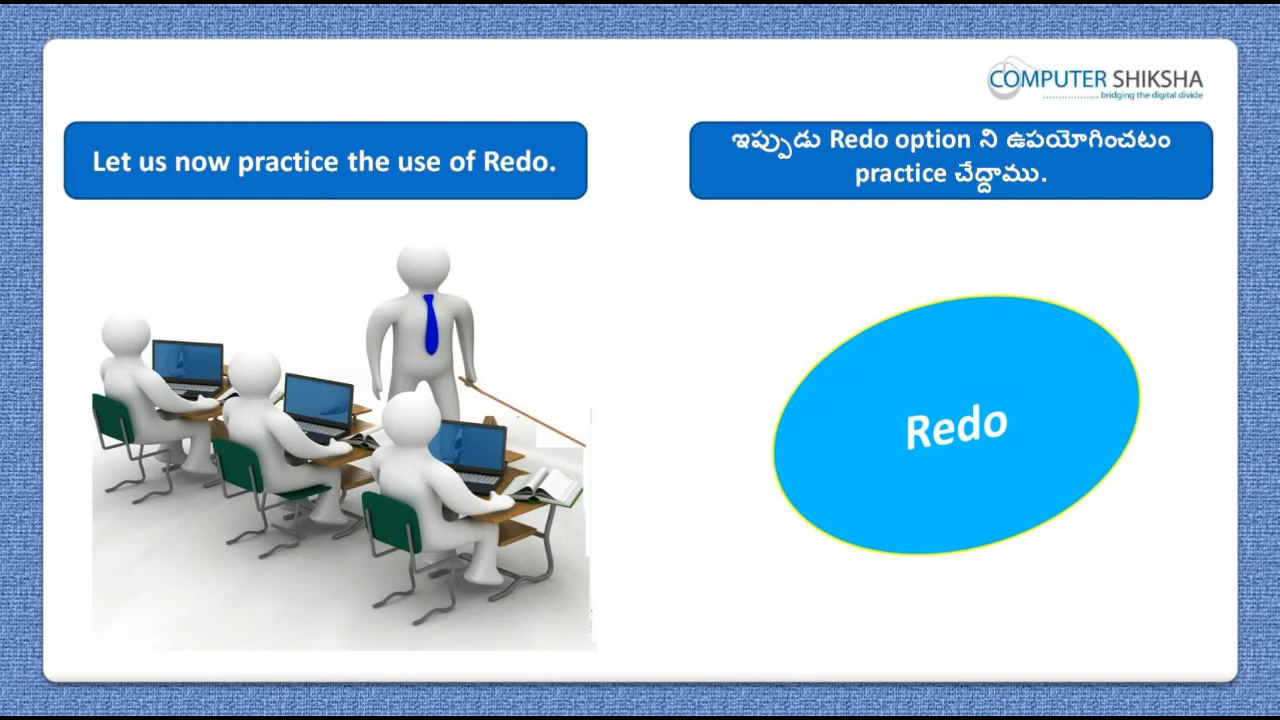 COMPUTER SHIKSHA
bridging the digital divide
Let us now practice the use of Redo.
ఇప్పుడు Redo option ని ఉపయోగించటం
practice చేద్దాము.
Redo